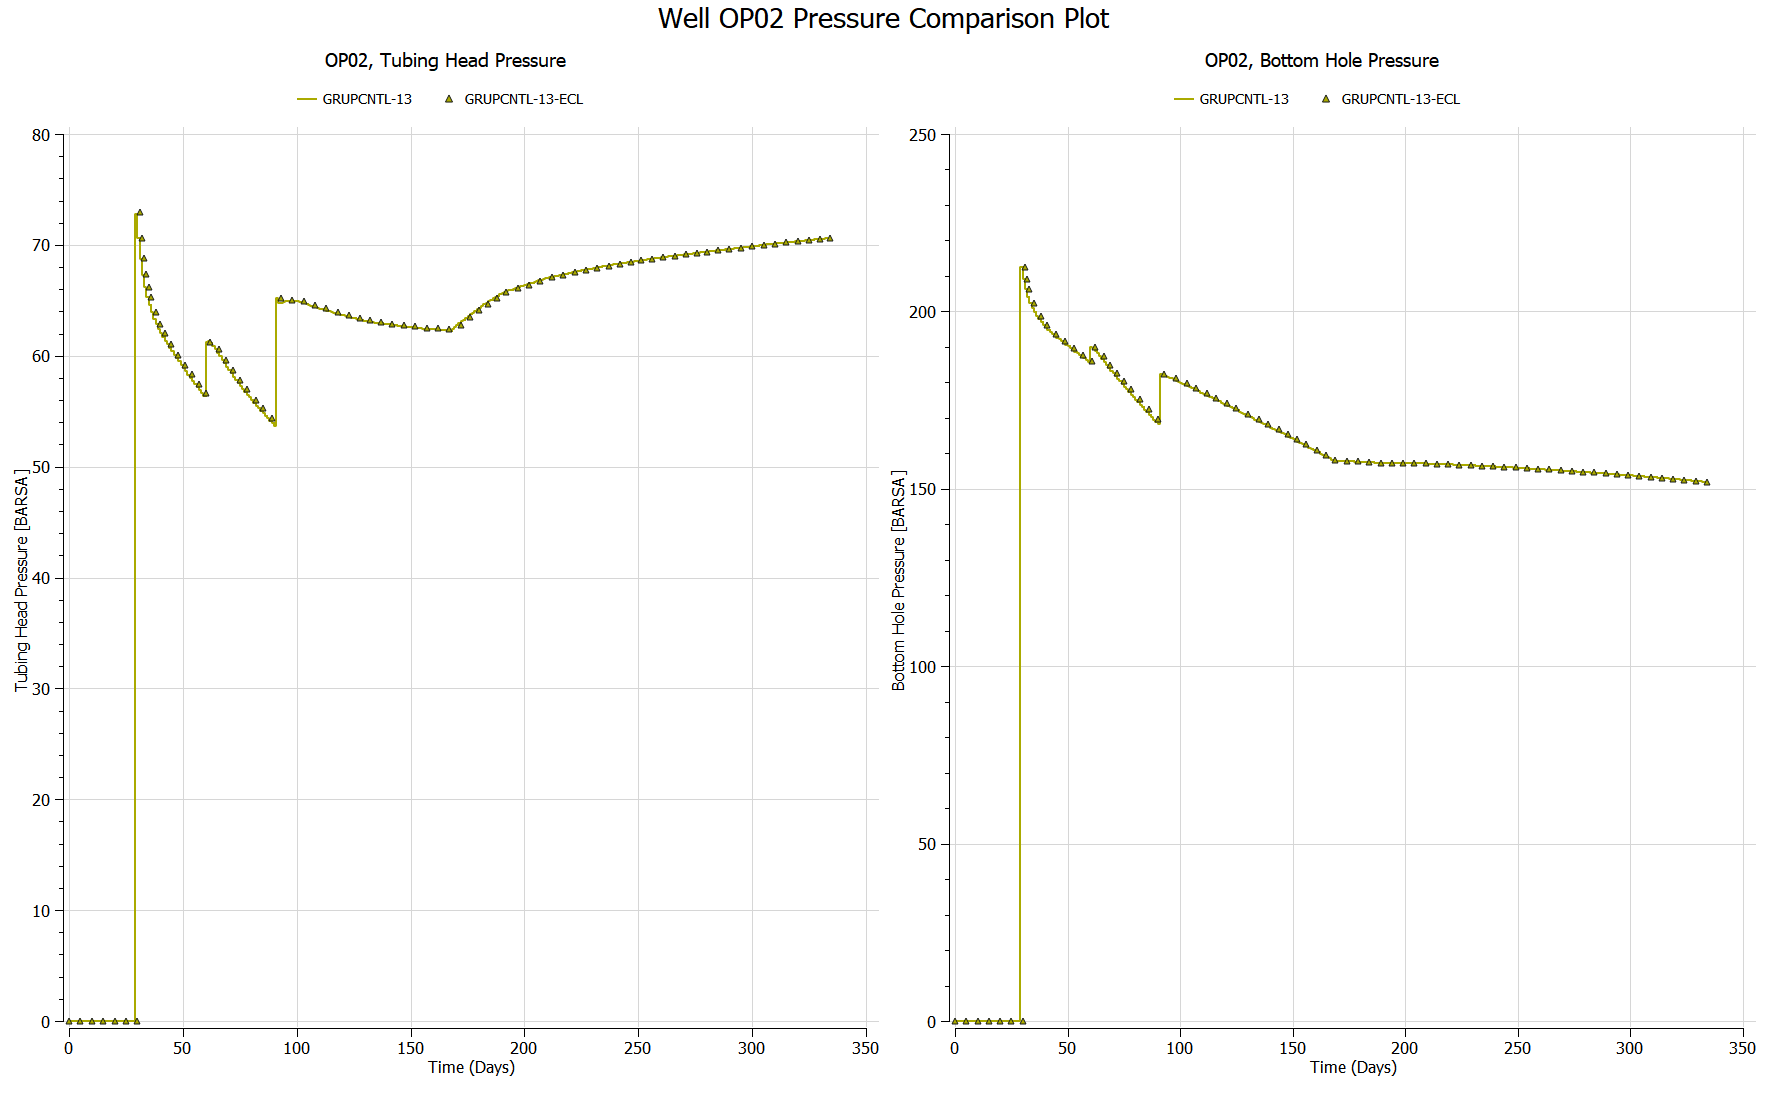 Well OP02 Pressure Comparison Plot
OP02, Tubing Head Pressure
GRUPCNTL-13 GRUPCNTL-13-ECL
80
70
60
50
40
30
20
10
0
Tubing Head Pressure [BARSA]
0 50 100 150 200 250 300 350
Time (Days)
OP02, Bottom Hole Pressure
GRUPCNTL-13 GRUPCNTL-13-ECL
250
200
150
100
50
0
Bottom Hole Pressure [BARSA]
0 50 100 150 200 250 300 350
Time (Days)